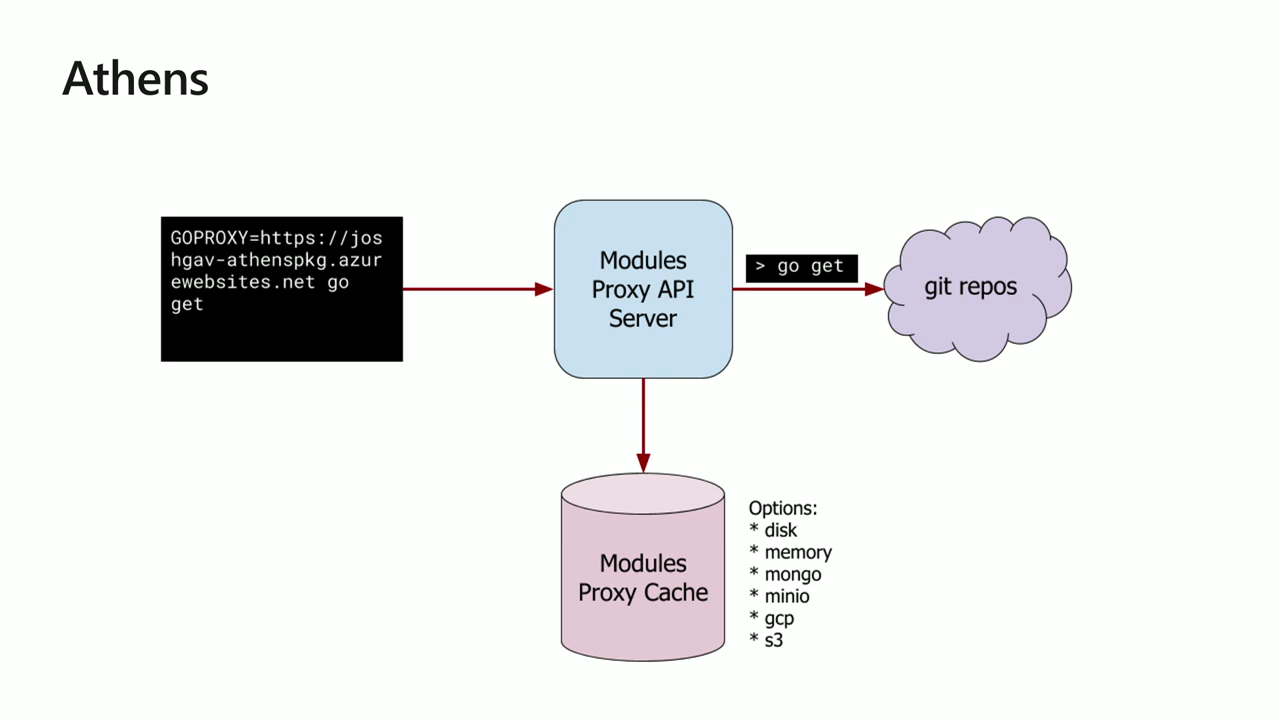 Athens
GOPROXY=https://jos
hgav-athenspkg.azur
ewebsites.net go
get
Modules
Proxy API
Server
> go get
git repos
Modules
Proxy Cache
Options:
* disk
* memory
* mongo
* minio
* gcp
* s3